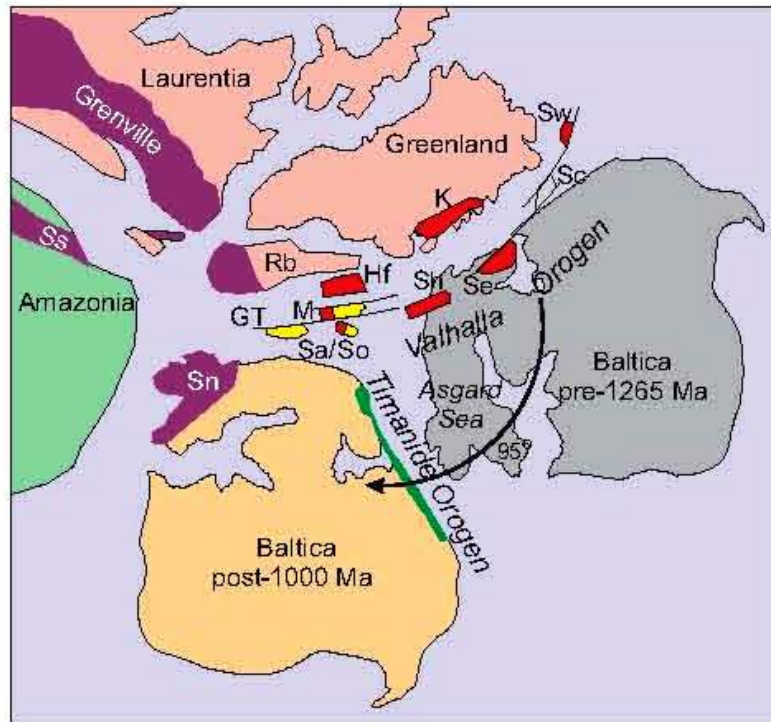 Laurentia
Grenville
Greenland
Sw
Sc
K
Ss
Rb
Hf
Sn
Se
Orogen
Amazonia
GT
M
Valhalla
Sa/So
Sn
Timanide Orogen
Asgard
Sea
95°
Baltica
pre-1265 Ma
Baltica
post-1000 Ma